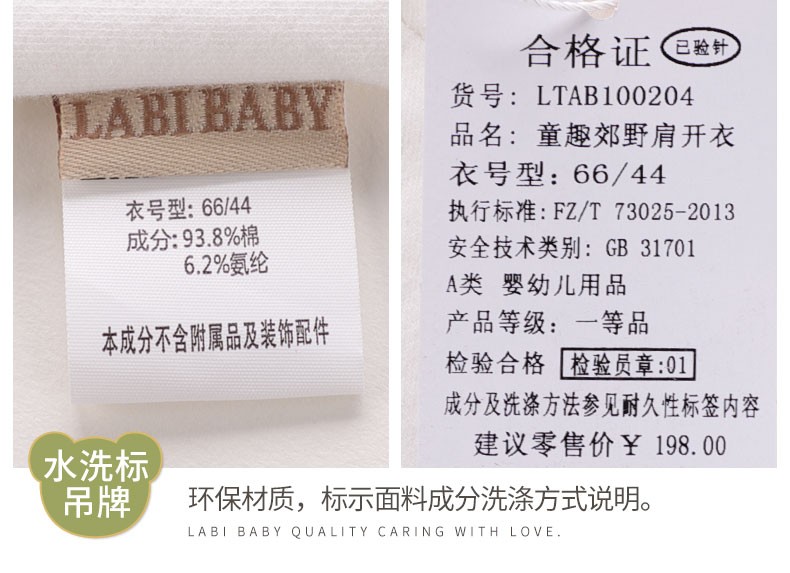 LABI BABY
衣号型: 66/44
成分: 93.8%棉
6.2%氨纶
本成分不含附属品及装饰配件
合格证 已验针
货号: LTAB100204
品名: 童趣郊野肩开衣
衣号型: 66/44
执行标准: FZ/T 73025-2013
安全技术类别: GB 31701
A类 婴幼儿用品
产品等级: 一等品
检验合格 检验员章:01
成分及洗涤方法参见耐久性标签内容
建议零售价¥ 198.00
水洗标
吊牌
环保材质，标示面料成分洗涤方式说明。
LABI BABY QUALITY CARING WITH LOVE.